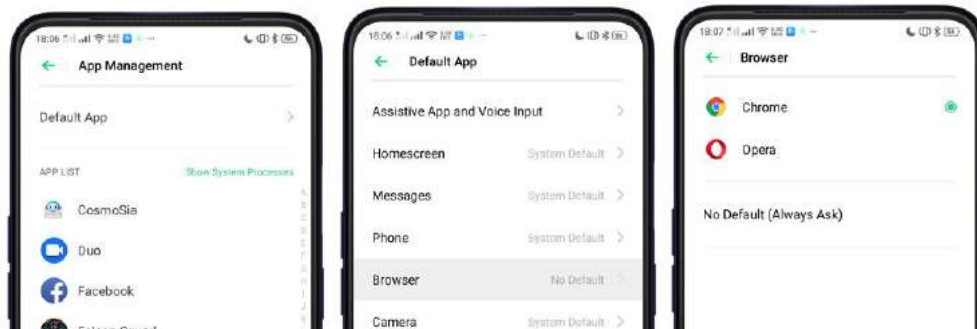 18:06
App Management
Default App
APP LIST Show System Processes
CosmoSia
Duo
Facebook
18:06
Default App
Assistive App and Voice Input
Homescreen System Default
Messages System Default
Phone System Default
Browser No Default
Camera System Default
18:07
Browser
Chrome
Opera
No Default (Always Ask)